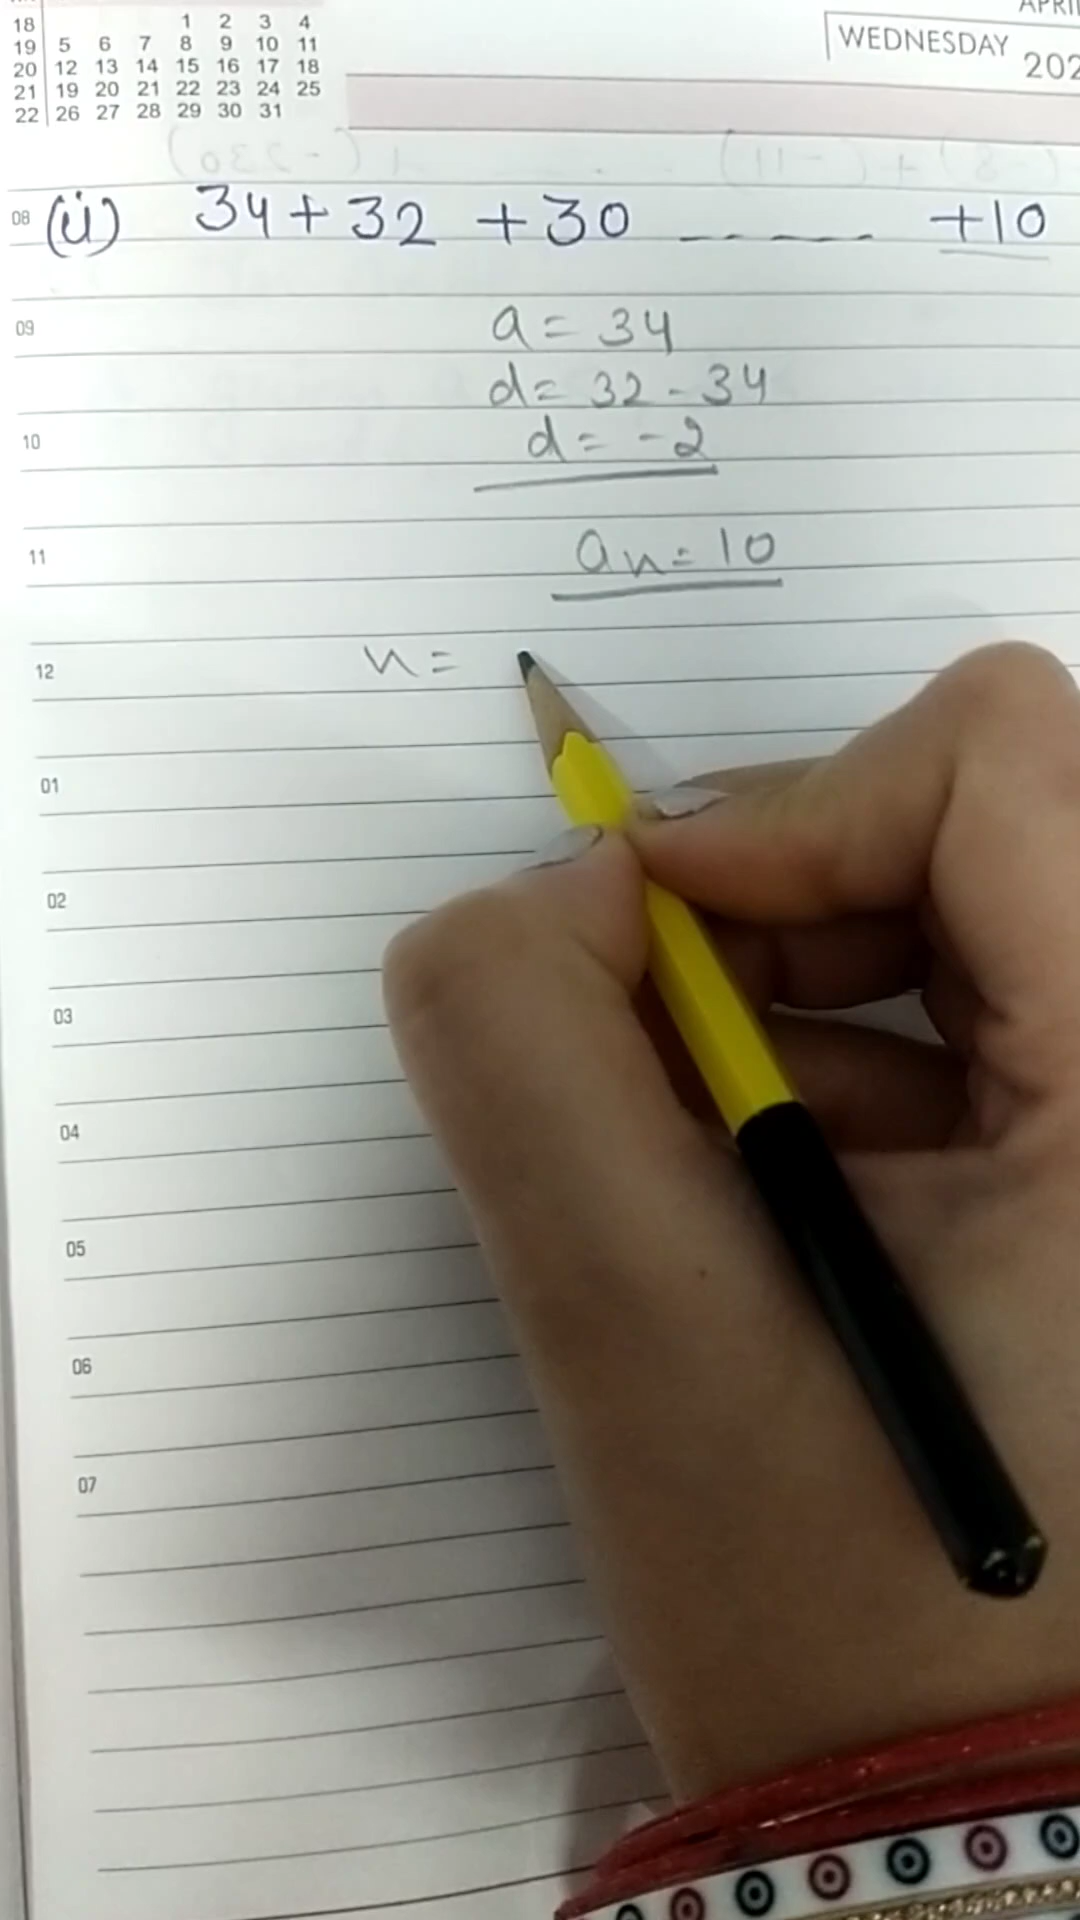 APRIL
WEDNESDAY
202
18 1 2 3 4
19 5 6 7 8 9 10 11
20 12 13 14 15 16 17 18
21 19 20 21 22 23 24 25
22 26 27 28 29 30 31
08 (ii) 34 + 32 + 30 ----- + 10
09 a = 34
d = 32 - 34
10 d = -2
11 an = 10
12 n =
01
02
03
04
05
06
07